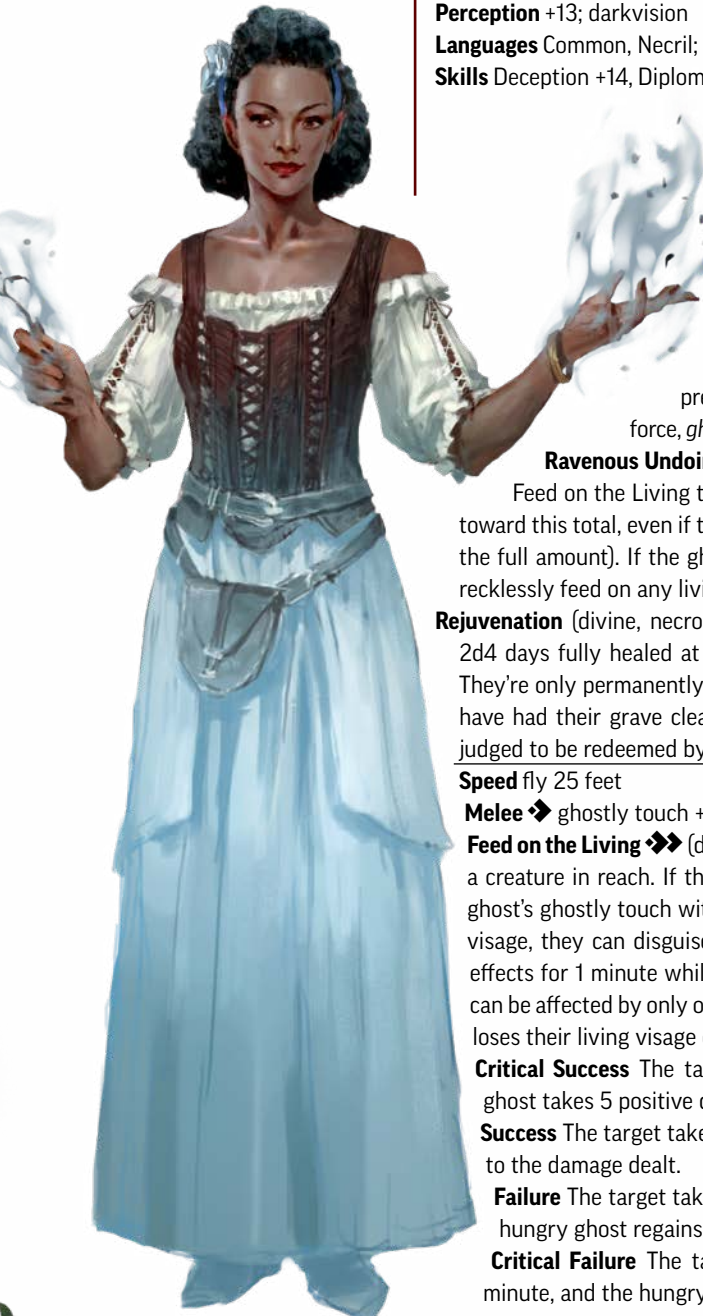 Perception +13; darkvision
Languages Common, Necril;
Skills Deception +14, Diplom
pre
force, gh
Ravenous Undoin
Feed on the Living t
toward this total, even if t
the full amount). If the gh
recklessly feed on any livi
Rejuvenation (divine, necro
2d4 days fully healed at
They're only permanently
have had their grave clea
judged to be redeemed by
Speed fly 25 feet
Melee ghostly touch +
Feed on the Living (d
a creature in reach. If th
ghost's ghostly touch wit
visage, they can disguise
effects for 1 minute whil
can be affected by only o
loses their living visage
Critical Success The ta
ghost takes 5 positive d
Success The target take
to the damage dealt.
Failure The target tak
hungry ghost regains
Critical Failure The ta
minute, and the hungry